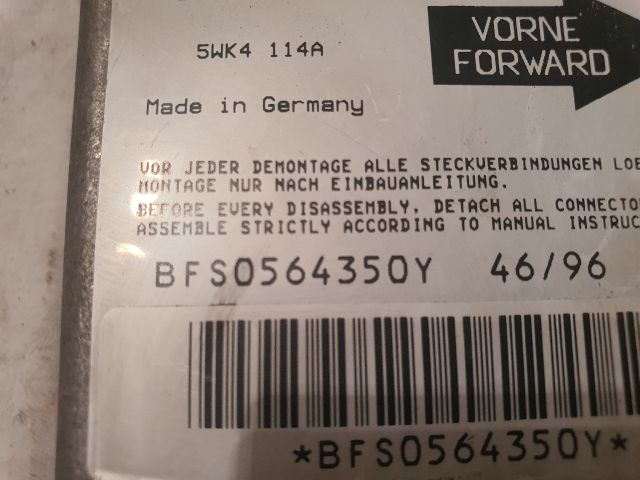 VORNE
FORWARD
5WK4 114A
Made in Germany
VOR JEDER DEMONTAGE ALLE STECKVERBINDUNGEN
MONTAGE NUR NACH EINBAUANLEITUNG.
BEFORE EVERY DISASSEMBLY, DETACH ALL
ASSEMBLE STRICTLY ACCORDING TO MANUAL
BFS0564350Y 46/96
*BFS0564350Y*